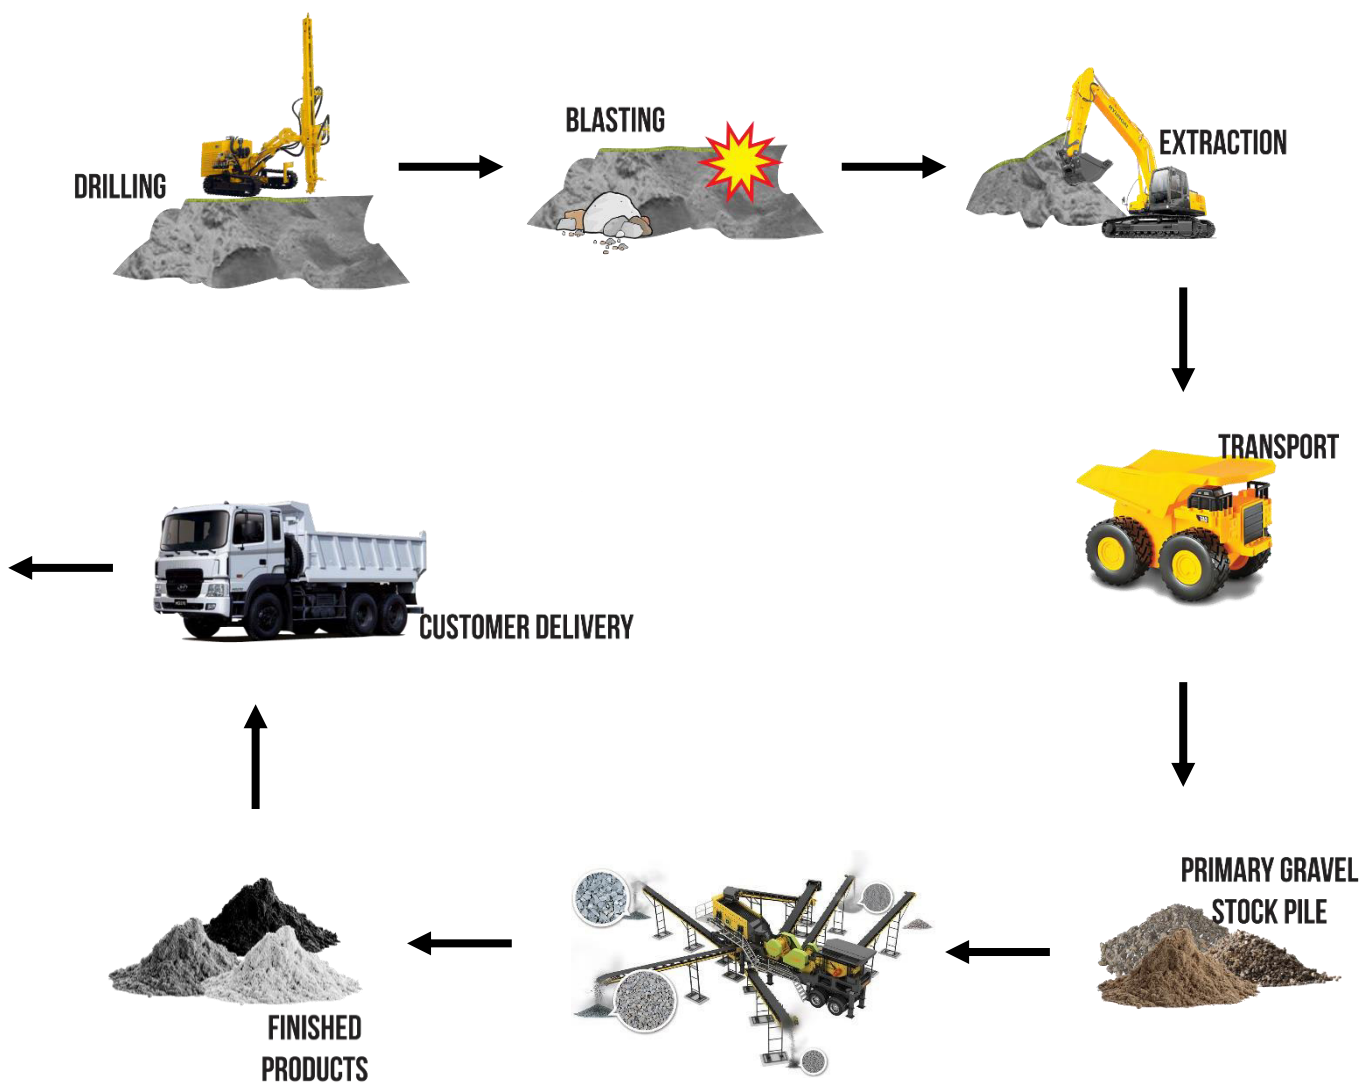 DRILLING
BLASTING
EXTRACTION
TRANSPORT
PRIMARY GRAVEL
STOCK PILE
FINISHED
PRODUCTS
CUSTOMER DELIVERY